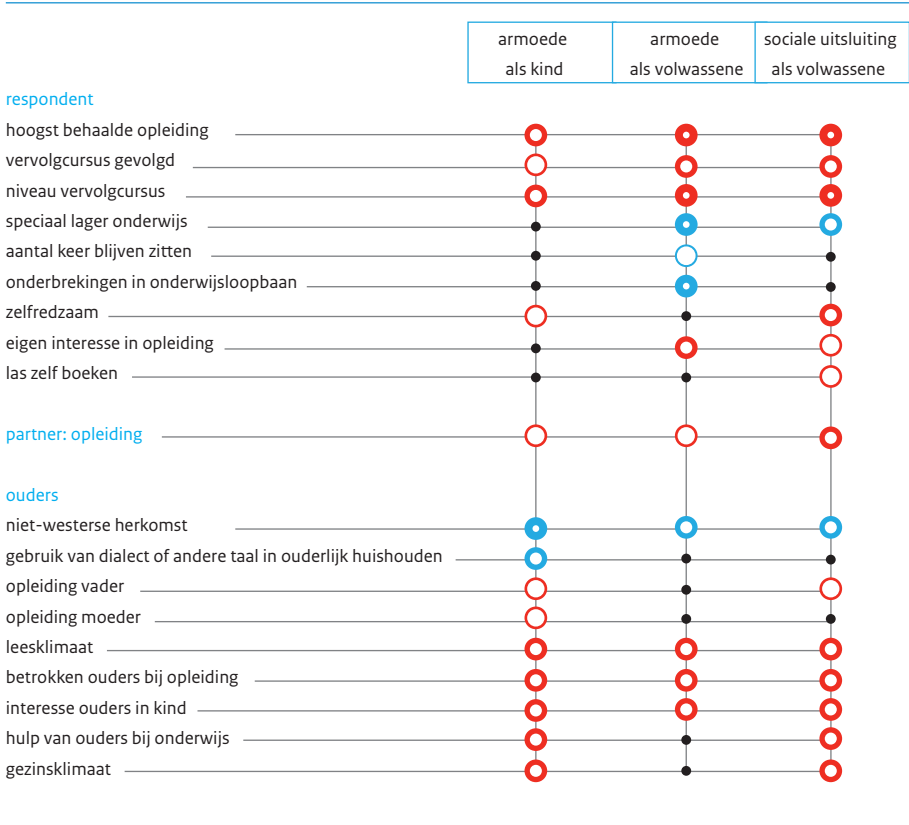 armoede armoede sociale uitsluiting
als kind als volwassene als volwassene
respondent
hoogst behaalde opleiding
vervolgcursus gevolgd
niveau vervolgcursus
speciaal lager onderwijs
aantal keer blijven zitten
onderbrekingen in onderwijsloopbaan
zelfredzaam
eigen interesse in opleiding
las zelf boeken
partner: opleiding
ouders
niet-westerse herkomst
gebruik van dialect of andere taal in ouderlijk huishouden
opleiding vader
opleiding moeder
leesklimaat
betrokken ouders bij opleiding
interesse ouders in kind
hulp van ouders bij onderwijs
gezinsklimaat